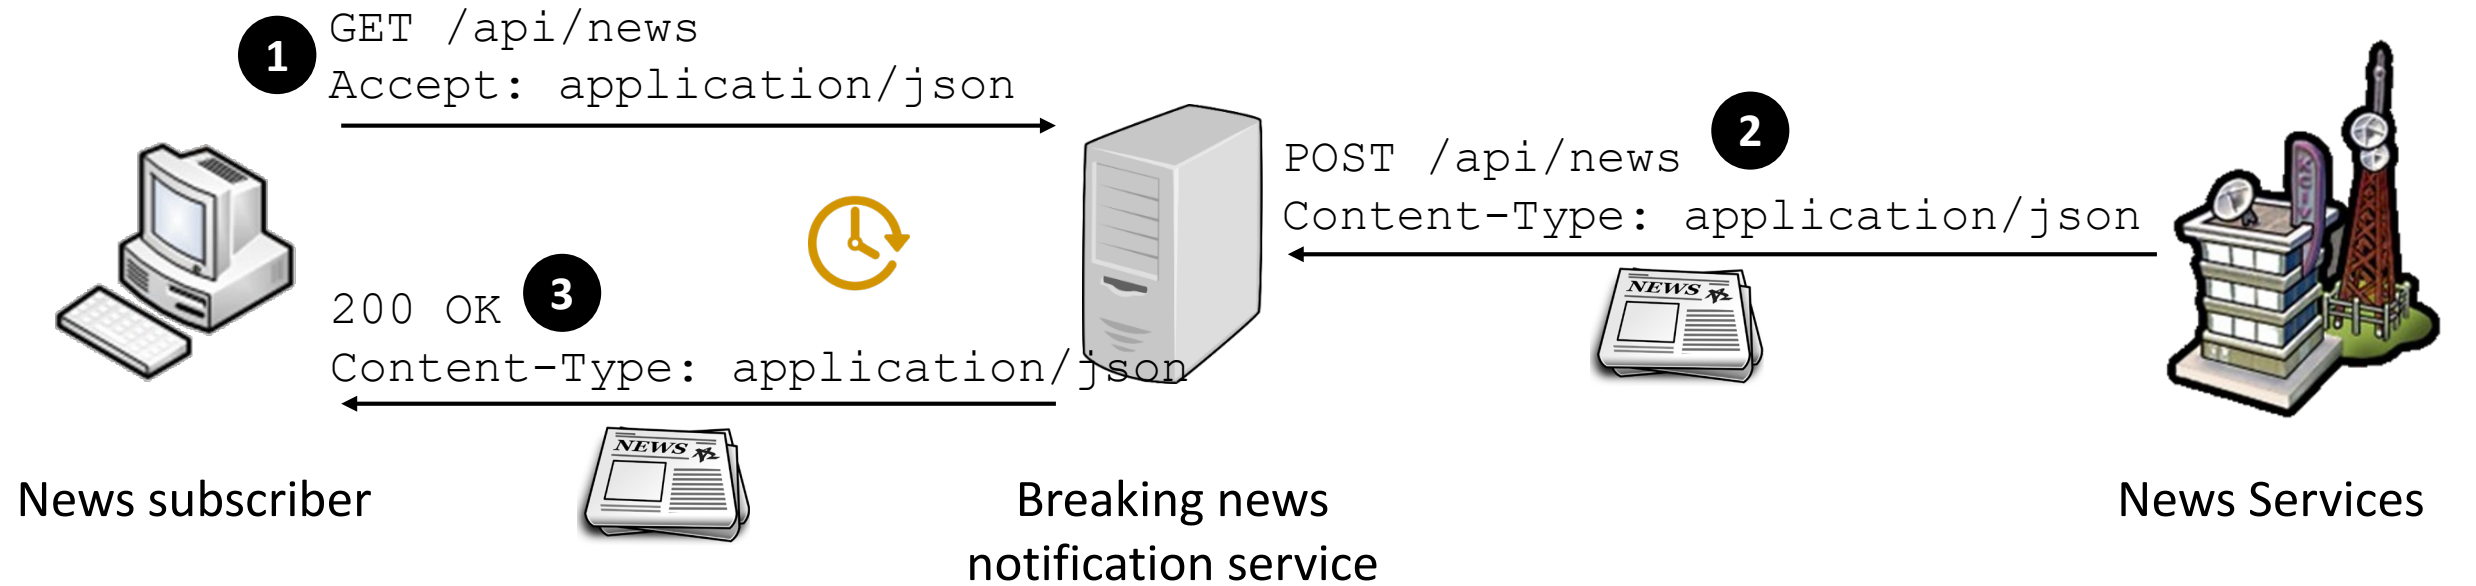 1
GET /api/news
Accept: application/json
2
POST /api/news
Content-Type: application/json
NEWS
3
200 OK
Content-Type: application/json
NEWS
News subscriber
Breaking news
notification service
News Services